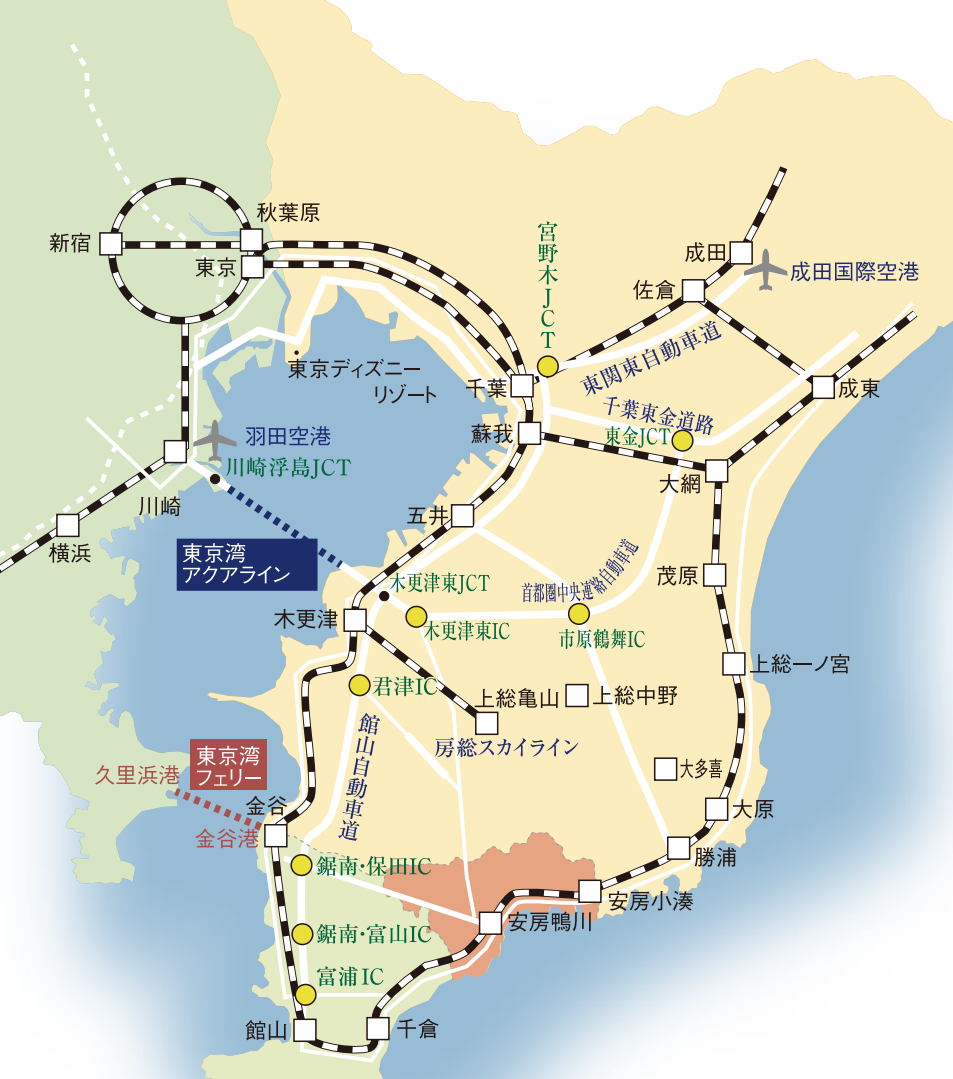 秋葉原
新宿
東京
宮野木JCT
成田
成田国際空港
佐倉
東関東自動車道
東京ディズニー
リゾート
千葉
成東
千葉東金道路
東金JCT
蘇我
羽田空港
川崎浮島JCT
大網
川崎
五井
横浜
東京湾
アクアライン
首都圏中央連絡自動車道
茂原
木更津東JCT
木更津
木更津東IC
市原鶴舞IC
上総一ノ宮
君津IC
上総亀山
上総中野
館山自動車道
房総スカイライン
東京湾
フェリー
久里浜港
大多喜
金谷
金谷港
大原
勝浦
鋸南・保田IC
安房小湊
安房鴨川
鋸南・富山IC
富浦IC
館山
千倉